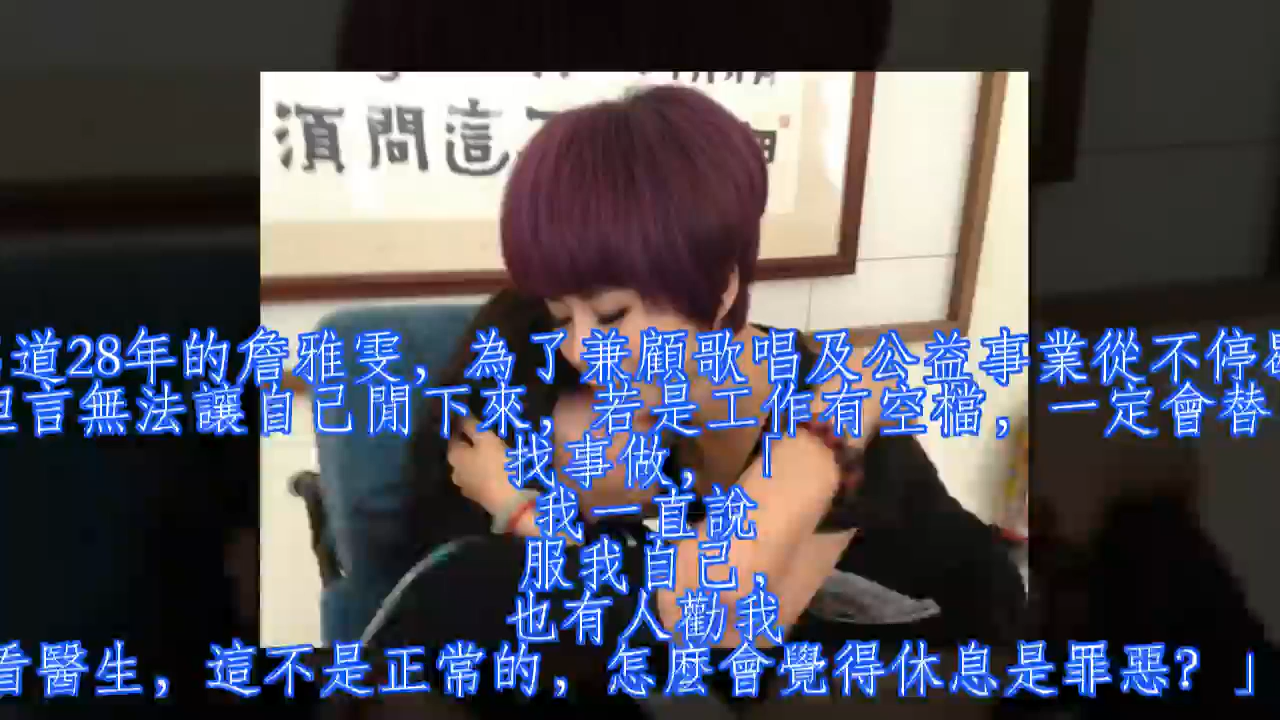 須問這
道28年的詹雅雯，為了兼顧歌唱及公益事業從不停
言無法讓自己閒下來，若是工作有空檔，一定會替
找事做，「
我一直說
服我自己，
也有人勸我
看醫生，這不是正常的，怎麼會覺得休息是罪惡？」